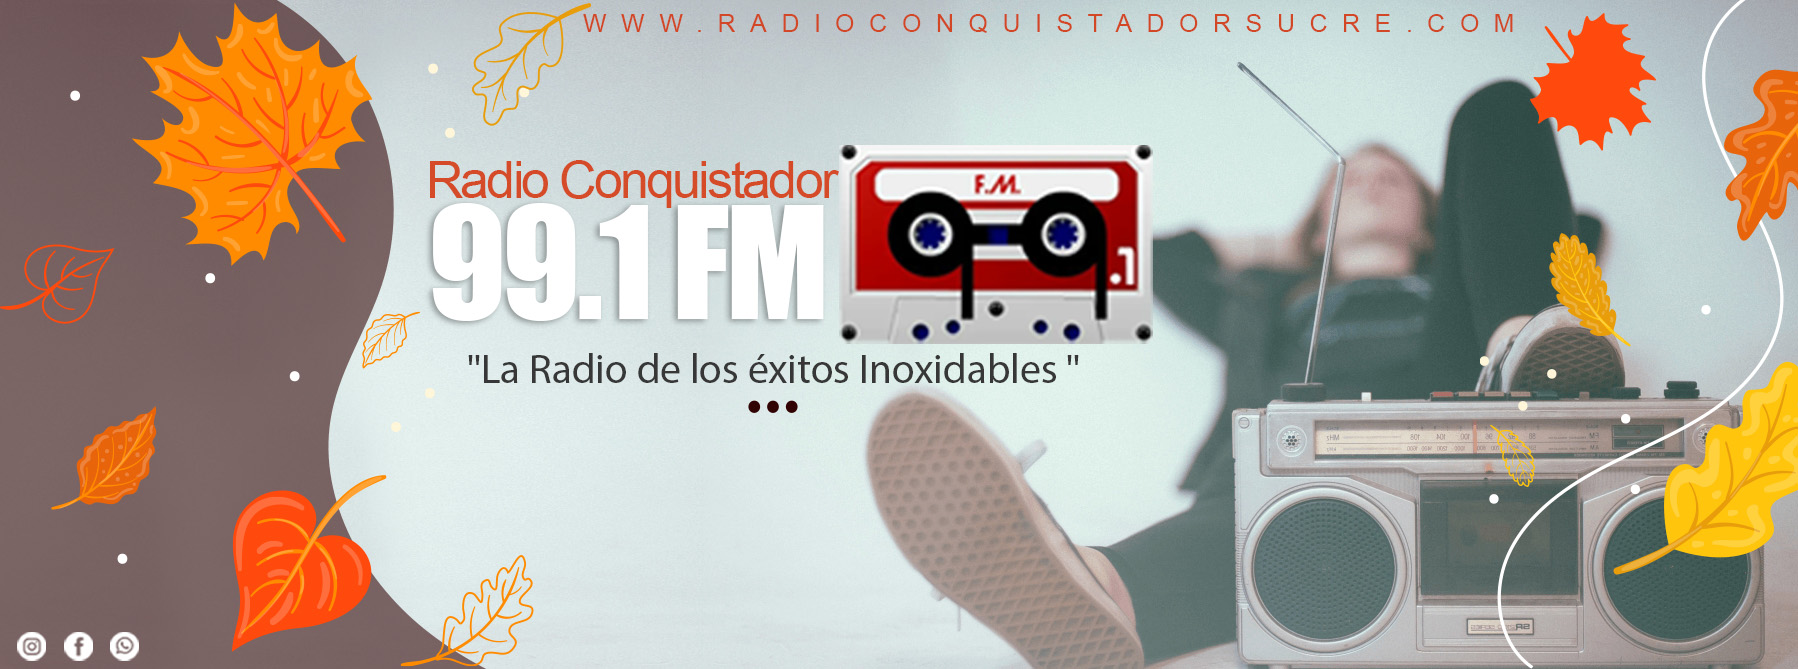 WWW.RADIOCONQUISTADORSUCRE.COM
Radio Conquistador
99.1 FM
F.M.
.1
"La Radio de los éxitos Inoxidables "